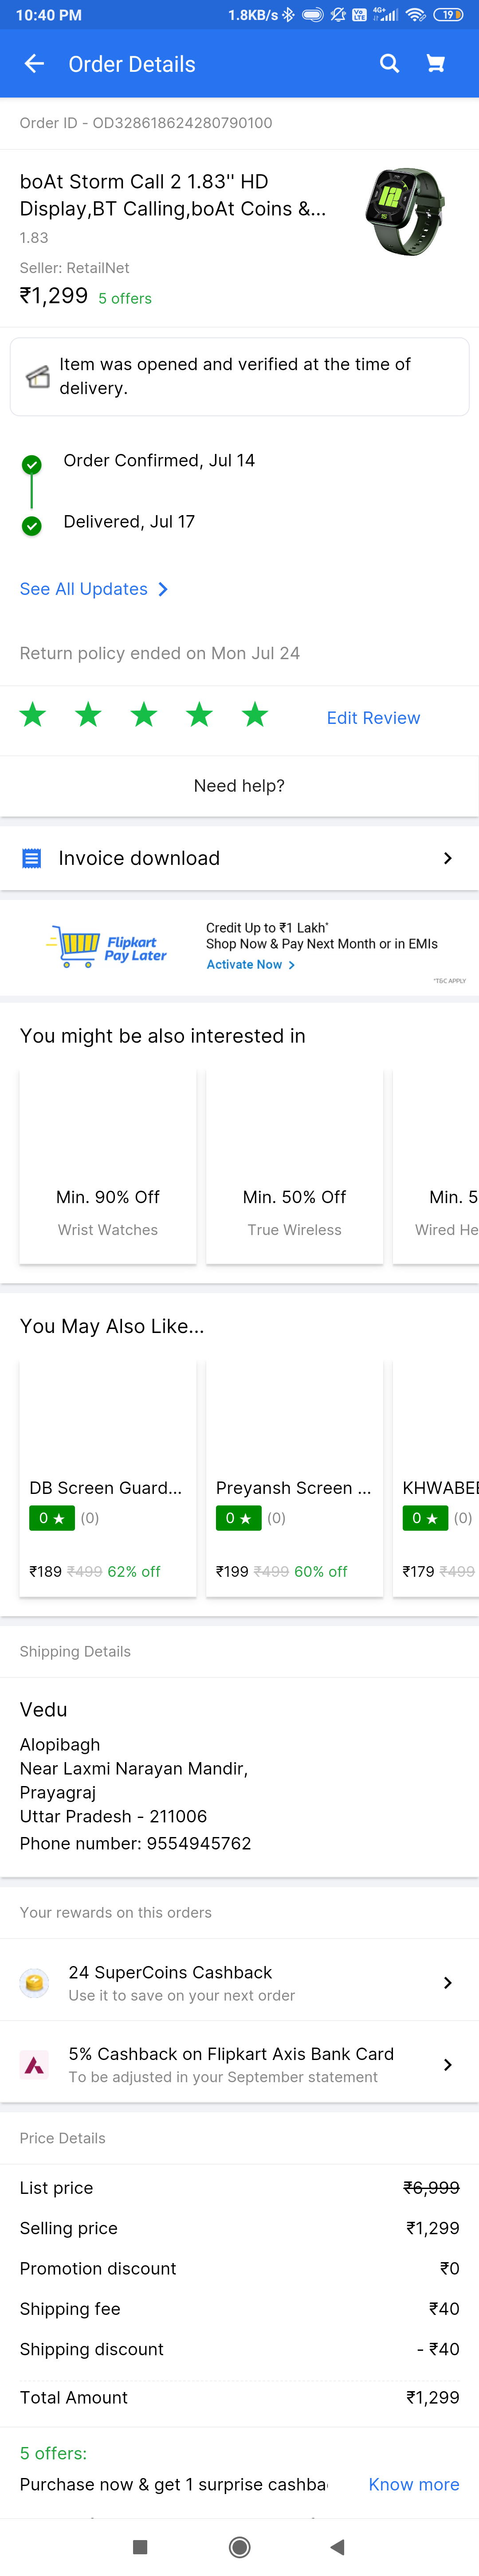 10:40 PM 1.8KB/s 4G+ 19
Order Details
Order ID - OD328618624280790100
boAt Storm Call 2 1.83'' HD
Display,BT Calling,boAt Coins &...
1.83
Seller: RetailNet
₹1,299 5 offers
Item was opened and verified at the time of
delivery.
Order Confirmed, Jul 14
Delivered, Jul 17
See All Updates
Return policy ended on Mon Jul 24
Edit Review
Need help?
Invoice download
Flipkart
Pay Later
Credit Up to ₹1 Lakh*
Shop Now & Pay Next Month or in EMIs
Activate Now
*T&C APPLY
You might be also interested in
Min. 90% Off Min. 50% Off Min. 5
Wrist Watches True Wireless Wired He
You May Also Like...
DB Screen Guard... Preyansh Screen ... KHWABEE
0 ★ (0) 0 ★ (0) 0 ★ (0)
₹189 ₹499 62% off ₹199 ₹499 60% off ₹179 ₹499
Shipping Details
Vedu
Alopibagh
Near Laxmi Narayan Mandir,
Prayagraj
Uttar Pradesh - 211006
Phone number: 9554945762
Your rewards on this orders
24 SuperCoins Cashback
Use it to save on your next order
5% Cashback on Flipkart Axis Bank Card
To be adjusted in your September statement
Price Details
List price ₹6,999
Selling price ₹1,299
Promotion discount ₹0
Shipping fee ₹40
Shipping discount - ₹40
Total Amount ₹1,299
5 offers:
Purchase now & get 1 surprise cashba Know more